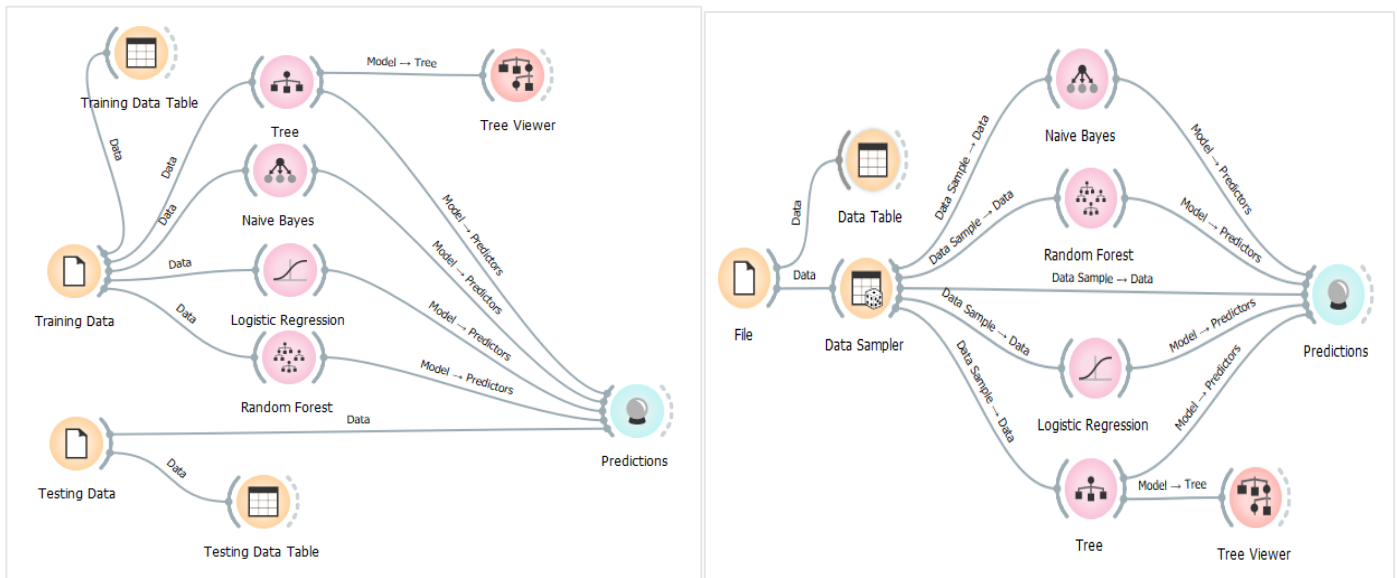 Training Data Table
Model → Tree
Tree Viewer
Tree
Data
Data
Naive Bayes
Data
Model → Predictors
Model → Predictors
Data
Training Data
Logistic Regression
Model → Predictors
Data
Random Forest
Model → Predictors
Data
Predictions
Testing Data
Data
Testing Data Table
Naive Bayes
Data Sample → Data
Model → Predictors
Data Table
Data
Data Sample → Data
Model → Predictors
Random Forest
Data
Data Sample → Data
File
Data Sampler
Data Sample → Data
Model → Predictors
Predictions
Data Sample → Data
Logistic Regression
Model → Predictors
Model → Tree
Tree
Tree Viewer